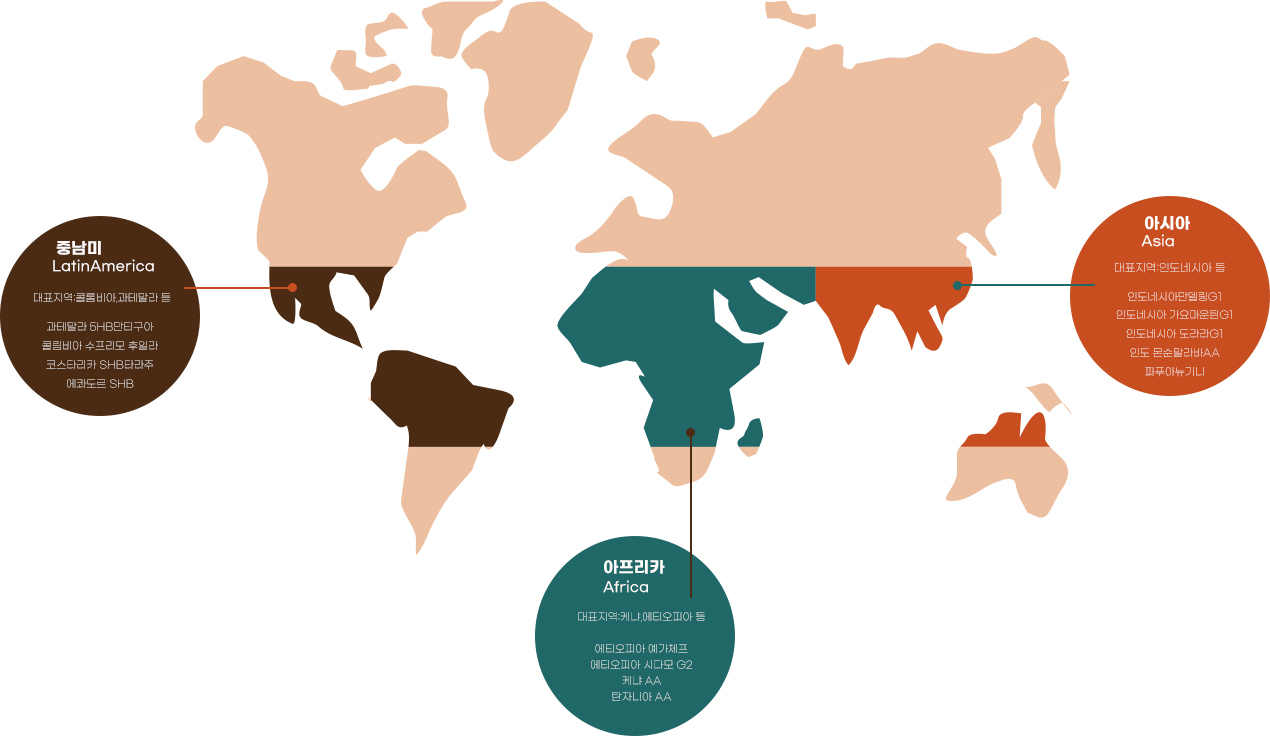 중남미
LatinAmerica
대표지역:콜롬비아,과테말라 등
과테말라 SHB안티구아
콜림비아 수프리모 후일라
코스타리카 SHB타라주
에콰도르 SHB
아시아
Asia
대표지역:인도네시아 등
인도네시아만델링G1
인도네시아 가요마운틴G1
인도네시아 도라라G1
인도 몬순말라바AA
파푸아뉴기니
아프리카
Africa
대표지역:케냐,에티오피아 등
에티오피아 예가체프
에티오피아 시다모 G2
케냐 AA
탄자니아 AA